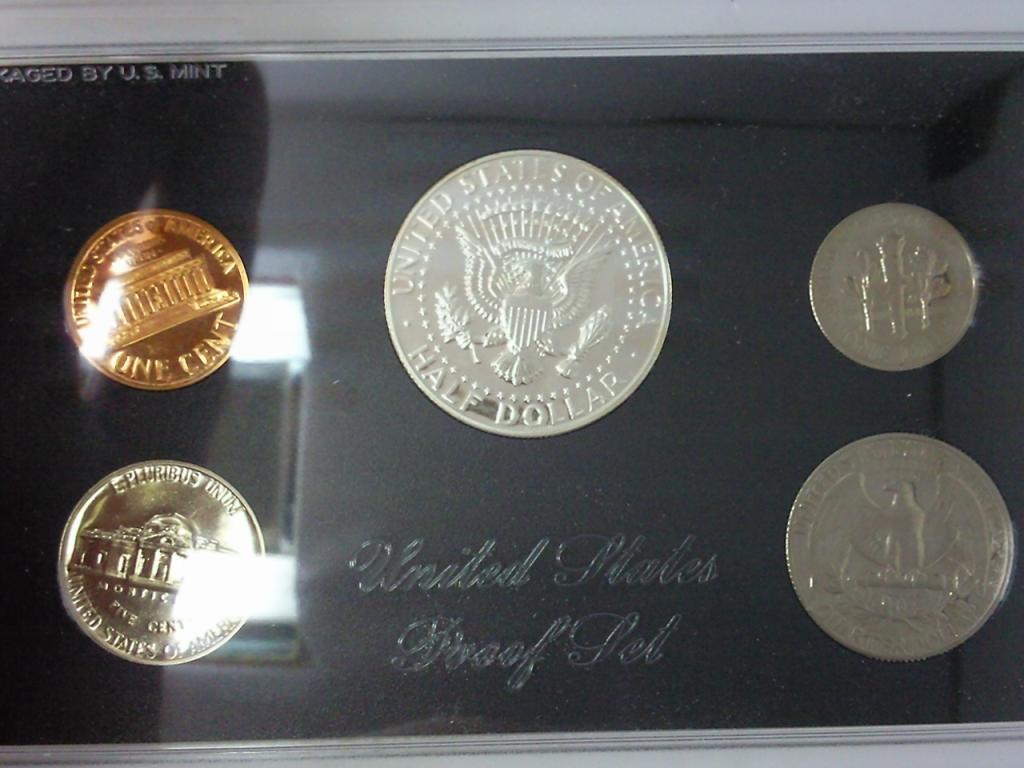 KAGED BY U.S. MINT
UNITED STATES OF AMERICA
ONE CENT
UNITED STATES OF AMERICA
HALF DOLLAR
E PLURIBUS UNUM
FIVE CENT
UNITED STATES OF AMERICA
United States
Proof Set